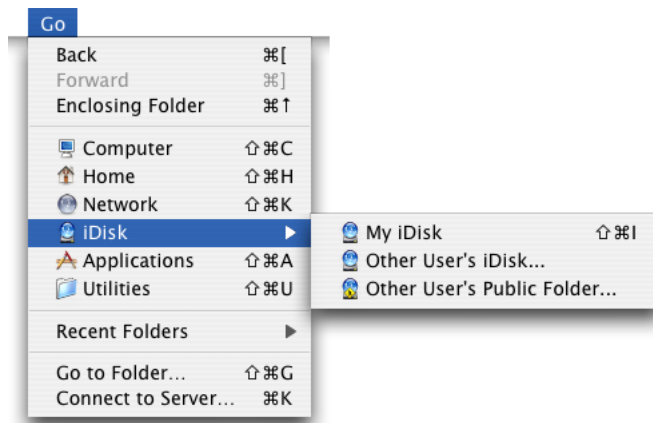 Go
Back ⌘[
Forward ⌘]
Enclosing Folder ⌘↑
Computer ⇧⌘C
Home ⇧⌘H
Network ⇧⌘K
iDisk ▶
Applications ⇧⌘A
Utilities ⇧⌘U
Recent Folders ▶
Go to Folder... ⇧⌘G
Connect to Server... ⌘K
My iDisk ⇧⌘I
Other User's iDisk...
Other User's Public Folder...